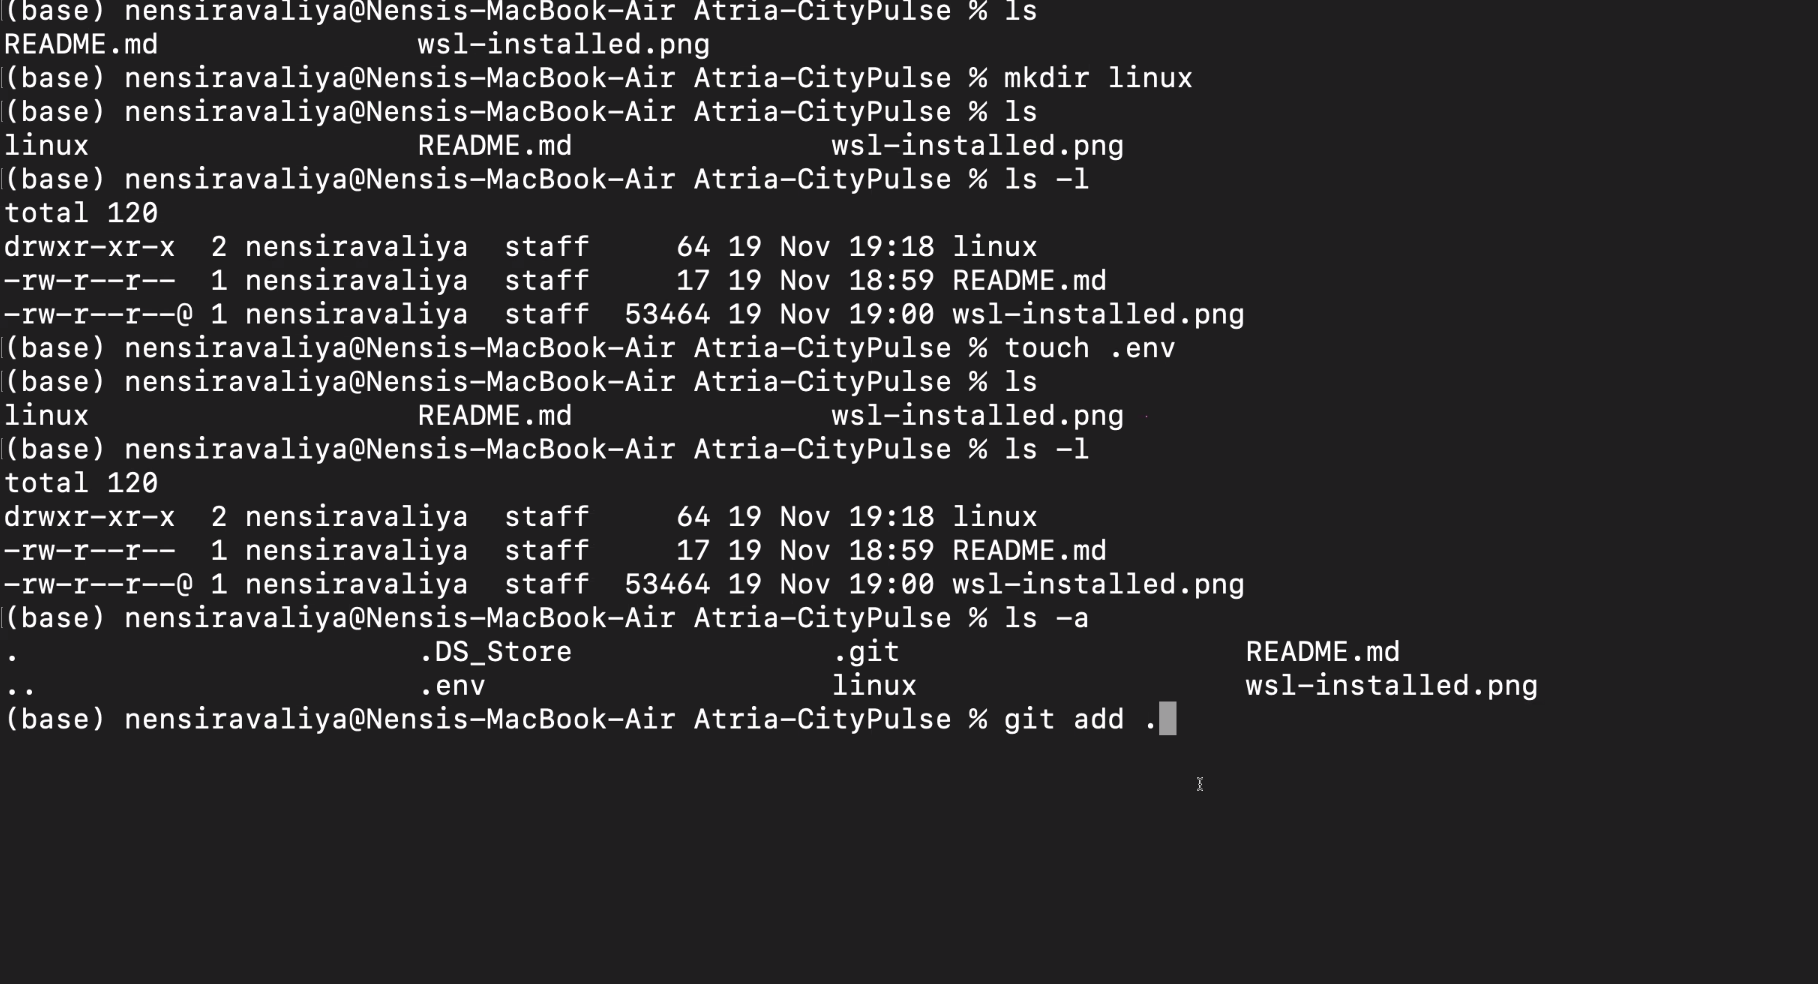 (base) nensiravaliya@Nensis-MacBook-Air Atria-CityPulse % ls
README.md wsl-installed.png
(base) nensiravaliya@Nensis-MacBook-Air Atria-CityPulse % mkdir linux
(base) nensiravaliya@Nensis-MacBook-Air Atria-CityPulse % ls
linux README.md wsl-installed.png
(base) nensiravaliya@Nensis-MacBook-Air Atria-CityPulse % ls -l
total 120
drwxr-xr-x 2 nensiravaliya staff 64 19 Nov 19:18 linux
-rw-r--r-- 1 nensiravaliya staff 17 19 Nov 18:59 README.md
-rw-r--r--@ 1 nensiravaliya staff 53464 19 Nov 19:00 wsl-installed.png
(base) nensiravaliya@Nensis-MacBook-Air Atria-CityPulse % touch .env
(base) nensiravaliya@Nensis-MacBook-Air Atria-CityPulse % ls
linux README.md wsl-installed.png
(base) nensiravaliya@Nensis-MacBook-Air Atria-CityPulse % ls -l
total 120
drwxr-xr-x 2 nensiravaliya staff 64 19 Nov 19:18 linux
-rw-r--r-- 1 nensiravaliya staff 17 19 Nov 18:59 README.md
-rw-r--r--@ 1 nensiravaliya staff 53464 19 Nov 19:00 wsl-installed.png
(base) nensiravaliya@Nensis-MacBook-Air Atria-CityPulse % ls -a
. .DS_Store .git README.md
.. .env linux wsl-installed.png
(base) nensiravaliya@Nensis-MacBook-Air Atria-CityPulse % git add .